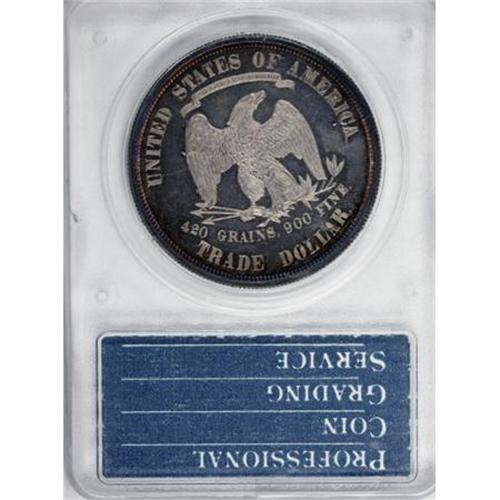 UNITED STATES OF AMERICA
420 GRAINS, 900 FINE.
TRADE DOLLAR.
PROFESSIONAL
COIN
GRADING
SERVICE